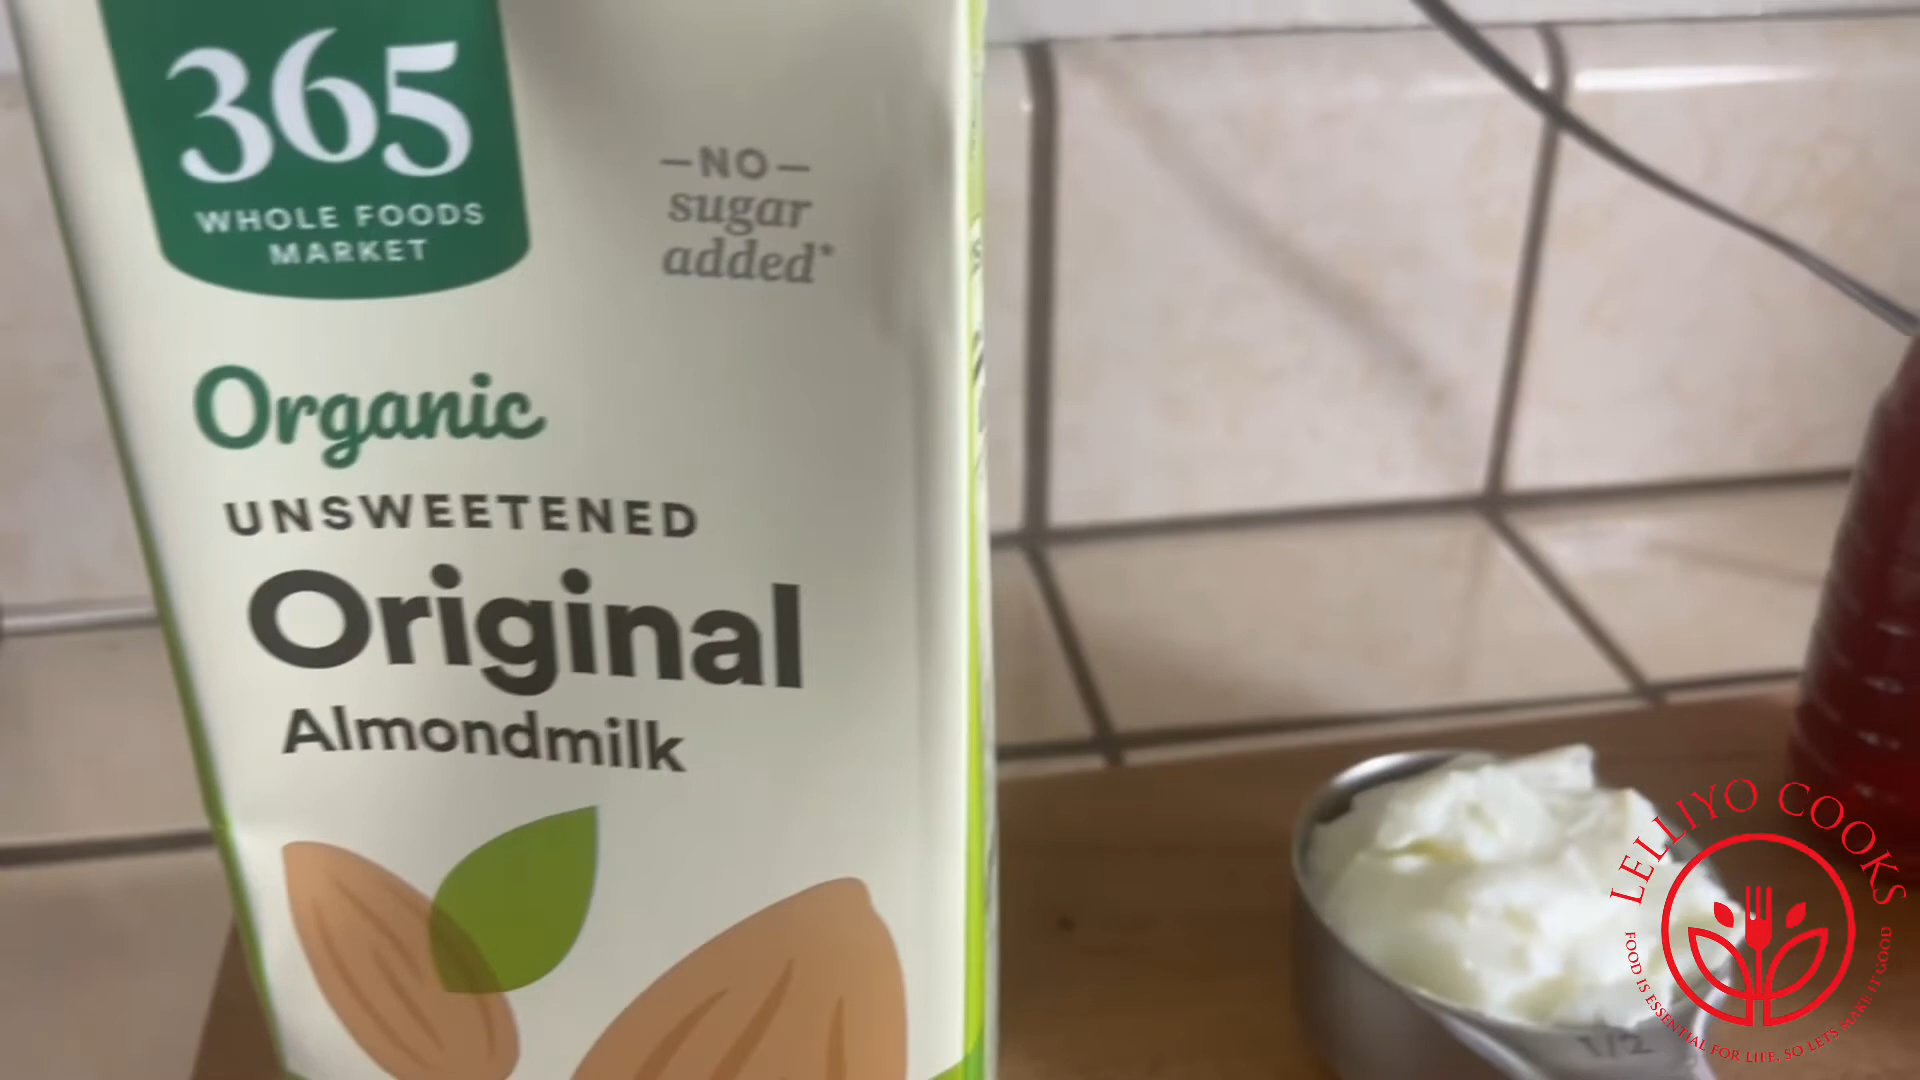 365
WHOLE FOODS
MARKET
—NO—
sugar
added*
Organic
UNSWEETENED
Original
Almondmilk
1/2
LELLIYO COOKS
FOOD IS ESSENTIAL FOR LIFE, SO LETS MAKE IT GOOD